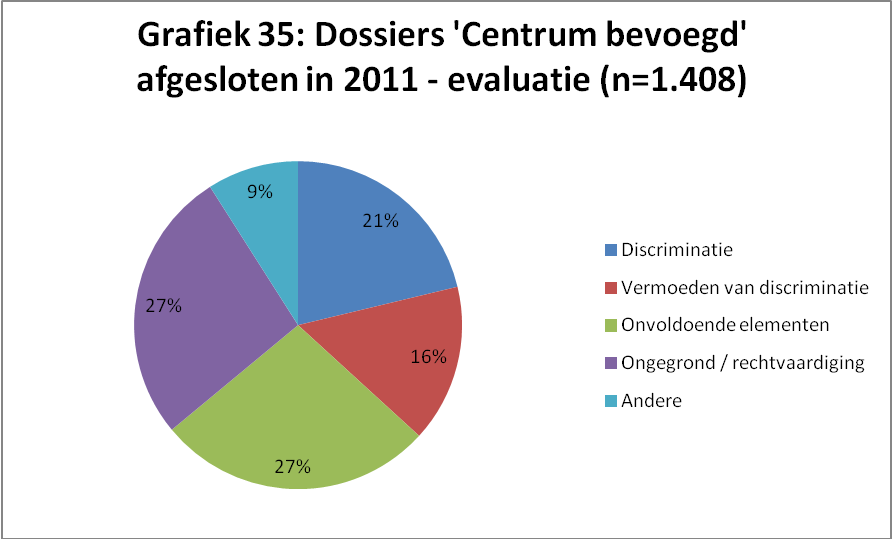 Grafiek 35: Dossiers 'Centrum bevoegd'
afgesloten in 2011 - evaluatie (n=1.408)
9%
21%
27%
16%
27%
Discriminatie
Vermoeden van discriminatie
Onvoldoende elementen
Ongegrond / rechtvaardiging
Andere